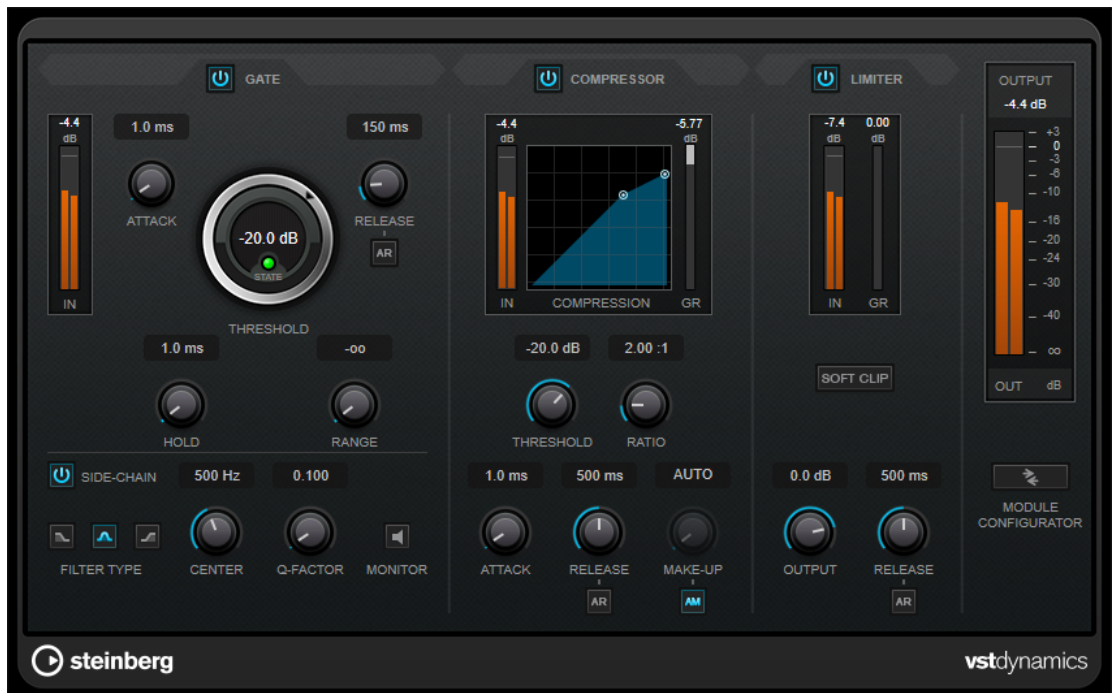 GATE
-4.4
dB
IN
1.0 ms
ATTACK
-20.0 dB
STATE
THRESHOLD
150 ms
RELEASE
AR
1.0 ms
HOLD
-oo
RANGE
SIDE-CHAIN
500 Hz
0.100
FILTER TYPE
CENTER
Q-FACTOR
MONITOR
COMPRESSOR
-4.4
dB
-5.77
dB
IN
COMPRESSION
GR
-20.0 dB
2.00 :1
THRESHOLD
RATIO
1.0 ms
500 ms
AUTO
ATTACK
RELEASE
MAKE-UP
AR
AM
LIMITER
-7.4
0.00
dB
dB
IN
GR
SOFT CLIP
0.0 dB
500 ms
OUTPUT
RELEASE
AR
OUTPUT
-4.4 dB
+3
0
-3
-6
-10
-16
-20
-24
-30
-40
∞
OUT
dB
MODULE
CONFIGURATOR
steinberg
vstdynamics